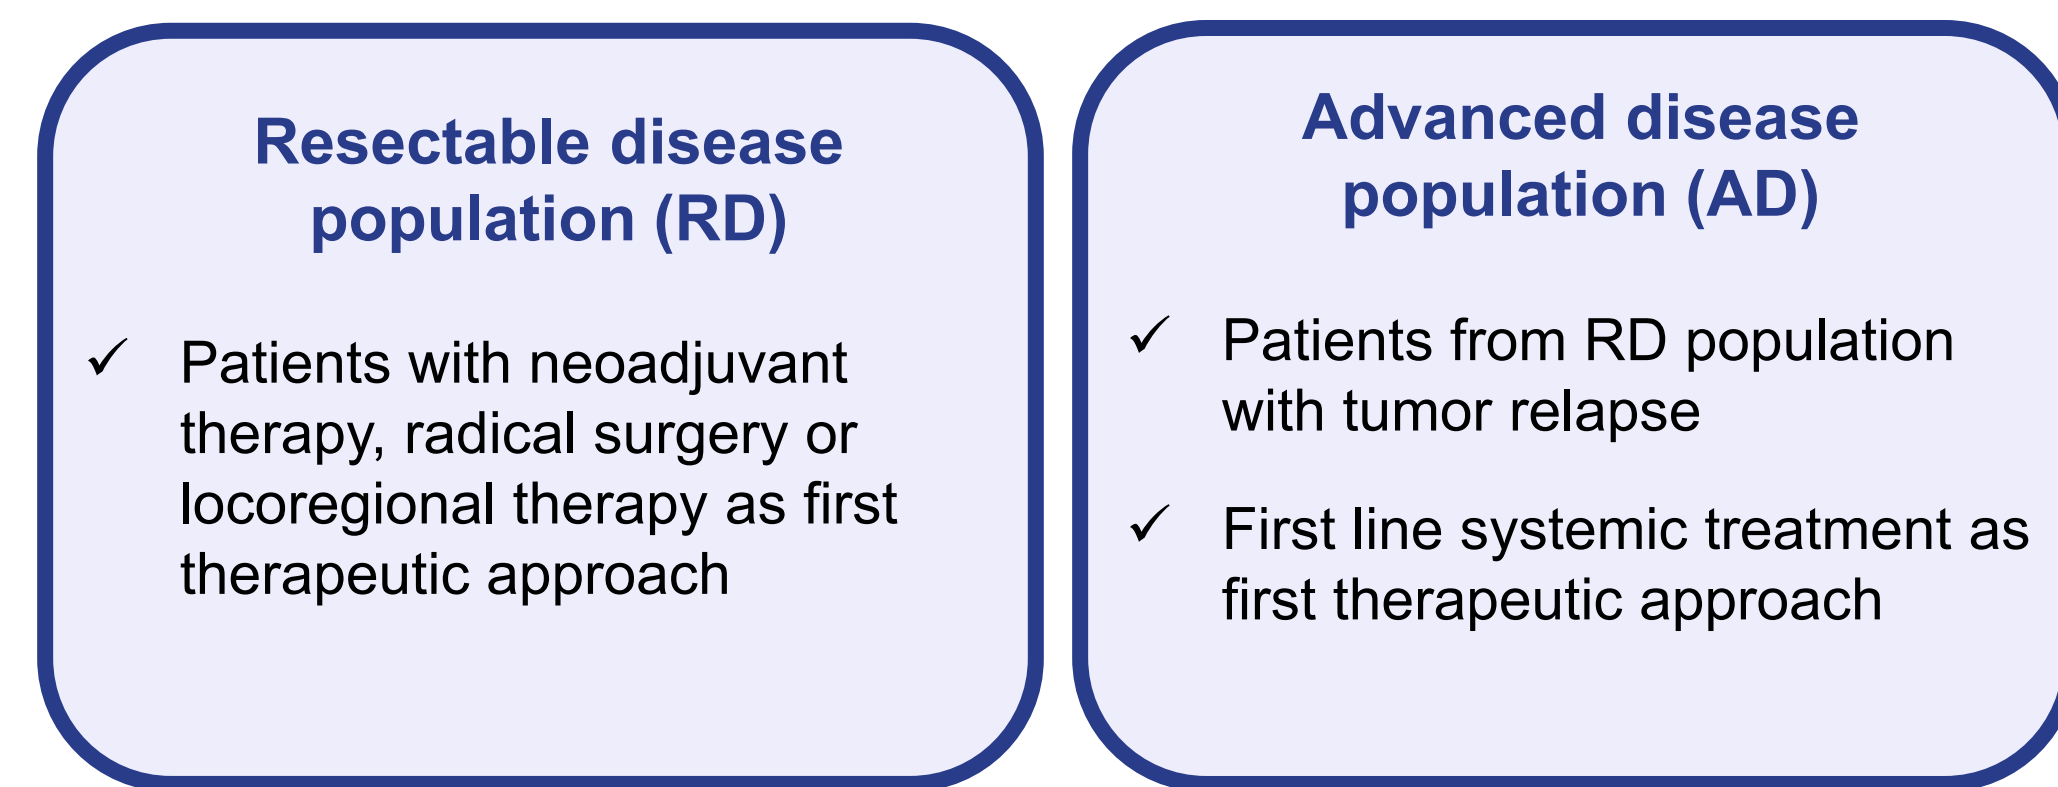 Resectable disease
population (RD)
✓ Patients with neoadjuvant
therapy, radical surgery or
locoregional therapy as first
therapeutic approach
Advanced disease
population (AD)
✓ Patients from RD population
with tumor relapse
✓ First line systemic treatment as
first therapeutic approach